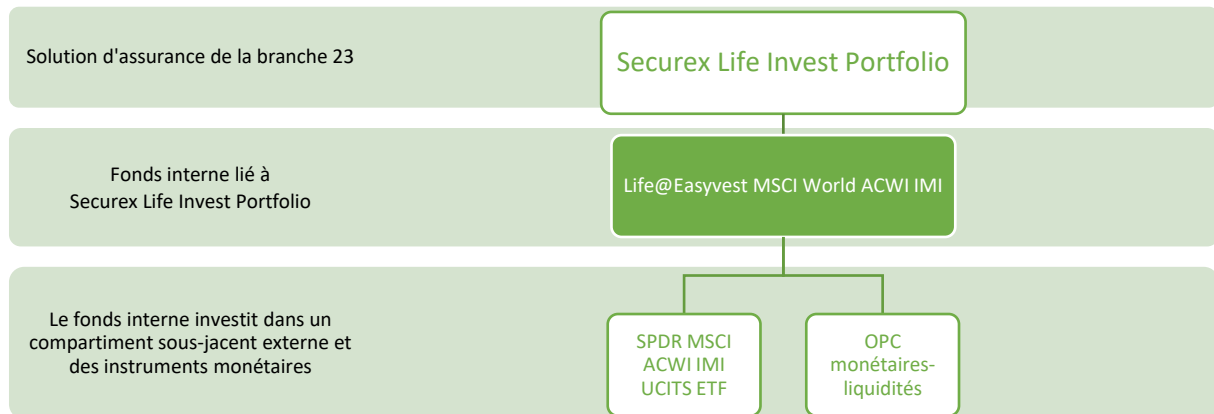 Solution d'assurance de la branche 23
Securex Life Invest Portfolio
Fonds interne lié à
Securex Life Invest Portfolio
Life@Easyvest MSCI World ACWI IMI
Le fonds interne investit dans un
compartiment sous-jacent externe et
des instruments monétaires
SPDR MSCI
ACWI IMI
UCITS ETF
OPC
monétaires-
liquidités